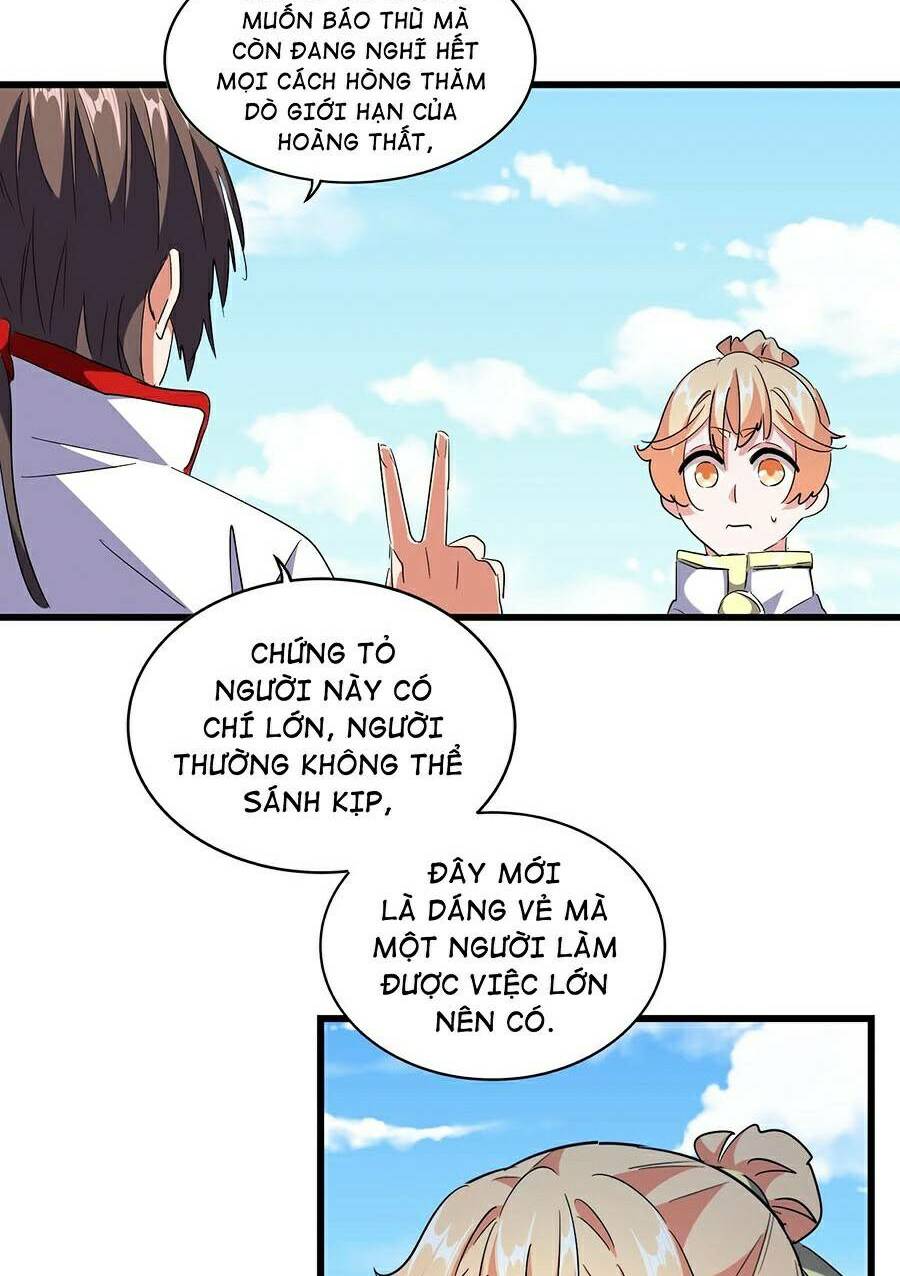 MUỐN BÁO THÙ MÀ
CÒN ĐANG NGHĨ HẾT
MỌI CÁCH HÒNG THĂM
DÒ GIỚI HẠN CỦA
HOÀNG THẤT,
CHỨNG TỎ
NGƯỜI NÀY CÓ
CHÍ LỚN, NGƯỜI
THƯỜNG KHÔNG THỂ
SÁNH KỊP,
ĐÂY MỚI
LÀ DÁNG VẺ MÀ
MỘT NGƯỜI LÀM
ĐƯỢC VIỆC LỚN
NÊN CÓ.